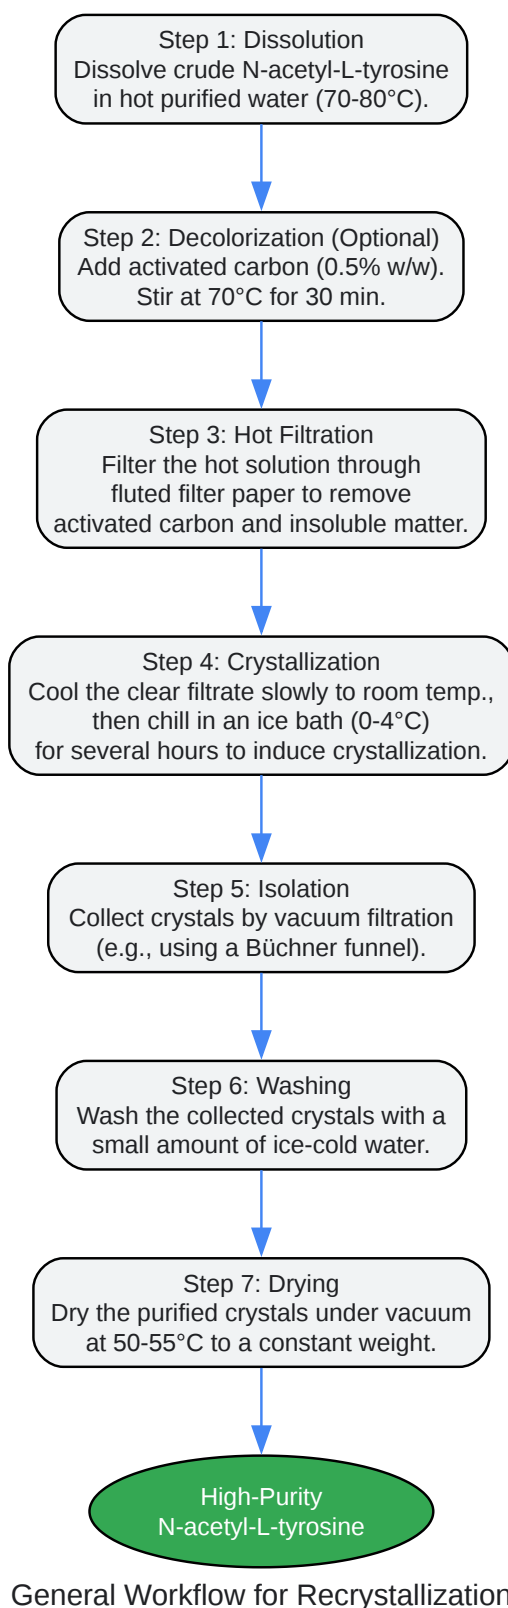 Step 1: Dissolution
Dissolve crude N-acetyl-L-tyrosine
in hot purified water (70-80°C).
Step 2: Decolorization (Optional)
Add activated carbon (0.5% w/w).
Stir at 70°C for 30 min.
Step 3: Hot Filtration
Filter the hot solution through
fluted filter paper to remove
activated carbon and insoluble matter.
Step 4: Crystallization
Cool the clear filtrate slowly to room temp.,
then chill in an ice bath (0-4°C)
for several hours to induce crystallization.
Step 5: Isolation
Collect crystals by vacuum filtration
(e.g., using a Büchner funnel).
Step 6: Washing
Wash the collected crystals with a
small amount of ice-cold water.
Step 7: Drying
Dry the purified crystals under vacuum
at 50-55°C to a constant weight.
High-Purity
N-acetyl-L-tyrosine
General Workflow for Recrystallization